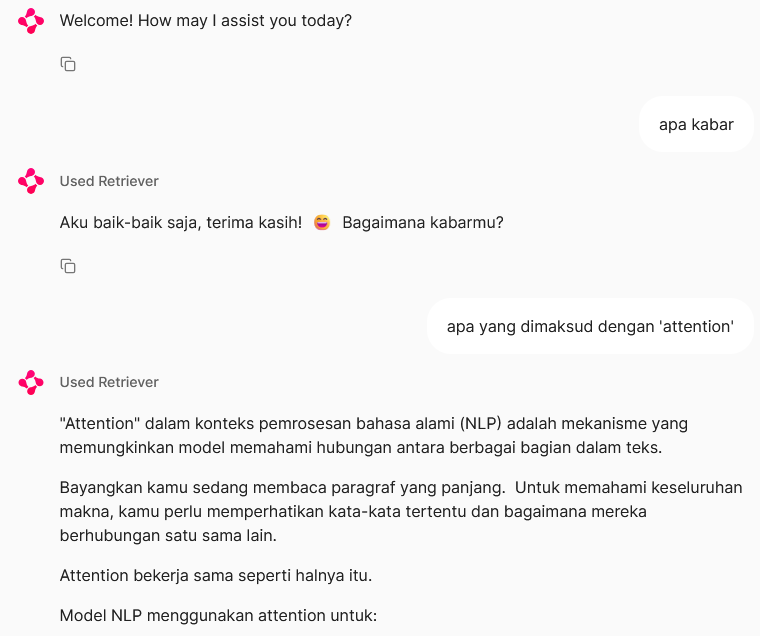 Welcome! How may I assist you today?
apa kabar
Used Retriever
Aku baik-baik saja, terima kasih! 😄 Bagaimana kabarmu?
apa yang dimaksud dengan 'attention'
Used Retriever
"Attention" dalam konteks pemrosesan bahasa alami (NLP) adalah mekanisme yang
memungkinkan model memahami hubungan antara berbagai bagian dalam teks.
Bayangkan kamu sedang membaca paragraf yang panjang. Untuk memahami keseluruhan
makna, kamu perlu memperhatikan kata-kata tertentu dan bagaimana mereka
berhubungan satu sama lain.
Attention bekerja sama seperti halnya itu.
Model NLP menggunakan attention untuk: